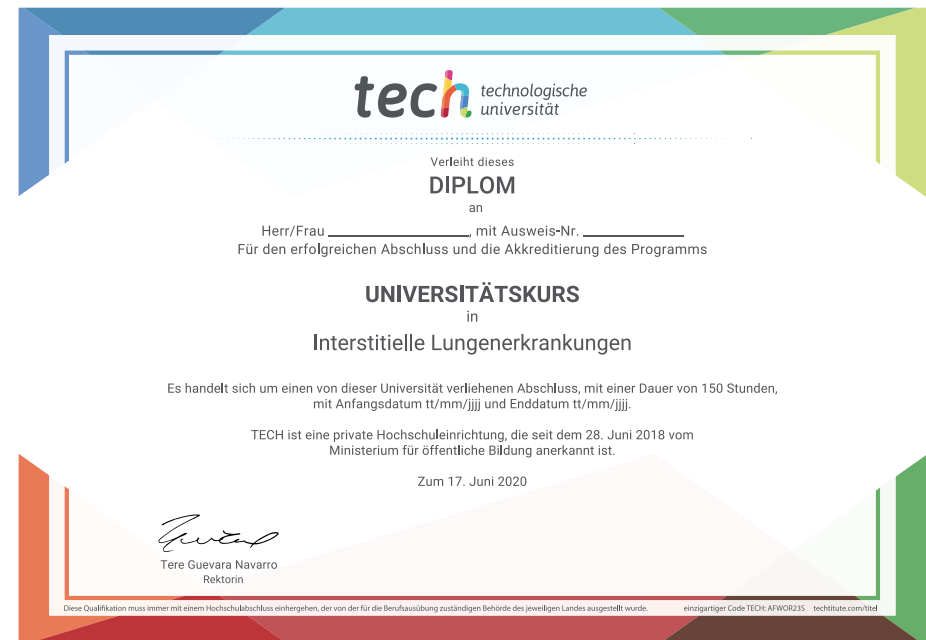 tech technologische
universität
Verleiht dieses
DIPLOM
an
Herr/Frau, mit Ausweis-Nr.
Für den erfolgreichen Abschluss und die Akkreditierung des Programms
UNIVERSITÄTSKURS
in
Interstitielle Lungenerkrankungen
Es handelt sich um einen von dieser Universität verliehenen Abschluss, mit einer Dauer von 150 Stunden,
mit Anfangsdatum tt/mm/jjjj und Enddatum tt/mm/jjjj.
TECH ist eine private Hochschuleinrichtung, die seit dem 28. Juni 2018 vom
Ministerium für öffentliche Bildung anerkannt ist.
Zum 17. Juni 2020
Tere Guevara Navarro
Rektorin
Diese Qualifikation muss immer mit einem Hochschulabschluss einhergehen, der von der für die Berufsausübung zuständigen Behörde des jeweiligen Landes ausgestellt wurde. einzigartiger Code TECH: AFWOR23S techtitute.com/titel